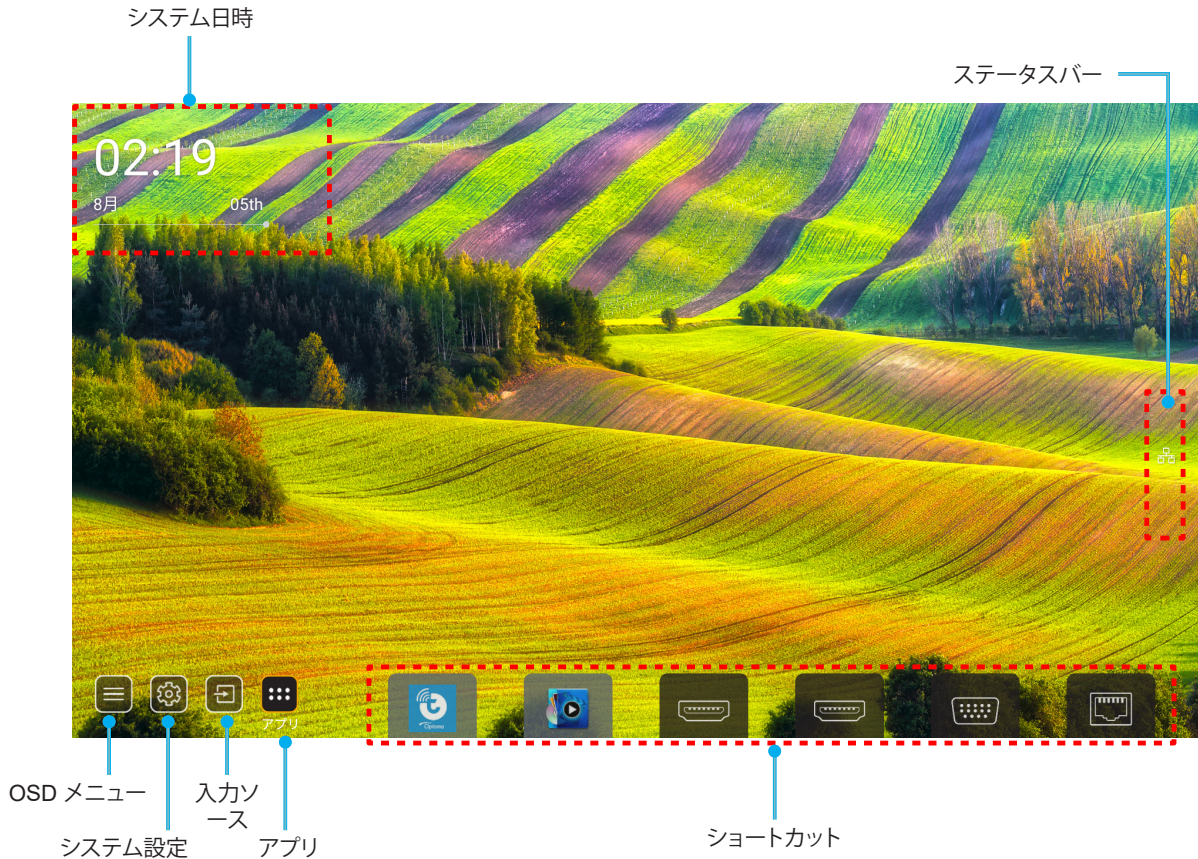 システム日時
ステータスバー
02:19
8月 05th
Optoma
アプリ
OSD メニュー
入力ソ
ース
システム設定
アプリ
ショートカット